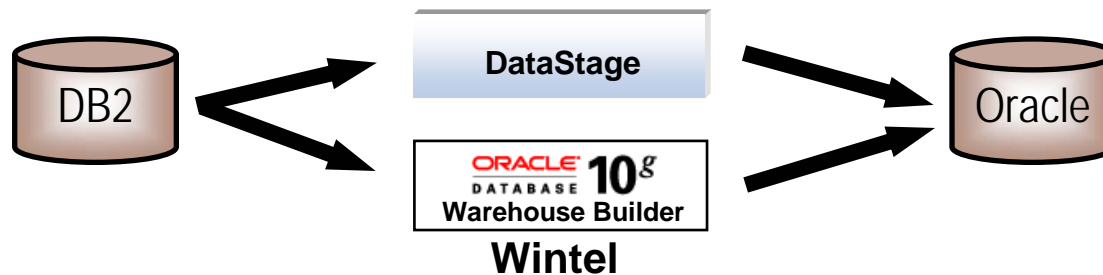 DB2
DataStage
ORACLE
DATABASE 10g
Warehouse Builder
Wintel
Oracle